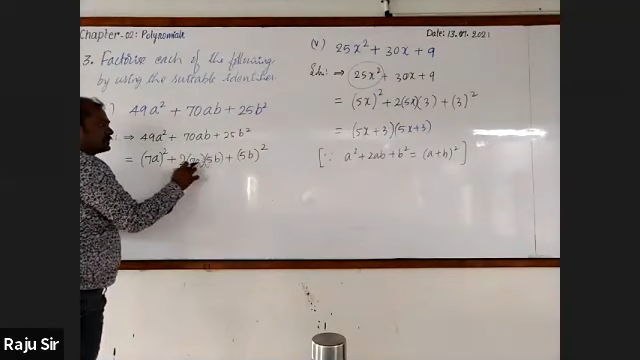 Chapter-02: Polynomials
3. Factorise each of the following
by using the suitable identifier
) 49a² + 70ab + 25b²
: ⇒ 49a² + 70ab + 25b²
= (7a)² + 2(7a)(5b) + (5b)²
Date: 13.07.2021
(v) 25x² + 30x + 9
Soln: ⇒ 25x² + 30x + 9
= (5x)² + 2(5x)(3) + (3)²
= (5x+3)(5x+3)
[∵ a² + 2ab + b² = (a+b)²]
Raju Sir